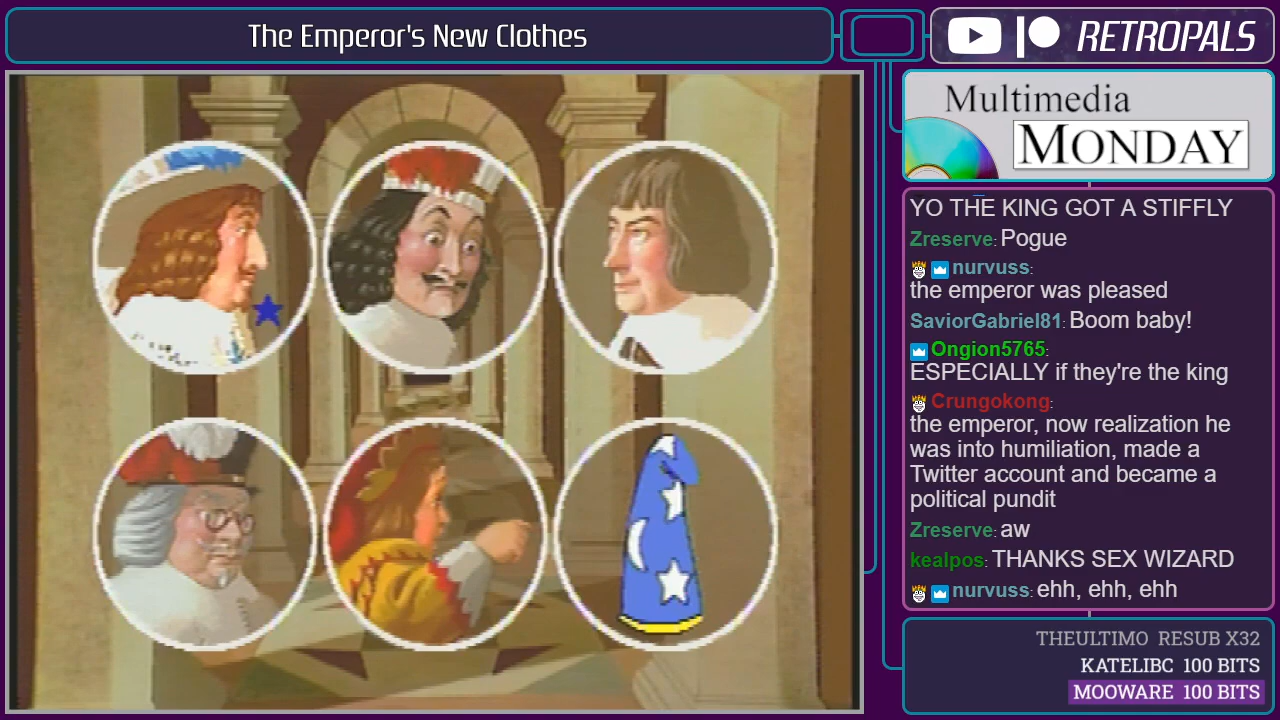 The Emperor's New Clothes
RETROPALS
Multimedia
MONDAY
YO THE KING GOT A STIFFLY
Zreserve: Pogue
nurvuss:
the emperor was pleased
SaviorGabriel81: Boom baby!
Ongion5765:
ESPECIALLY if they're the king
Crungokong:
the emperor, now realization he
was into humiliation, made a
Twitter account and became a
political pundit
Zreserve: aw
kealpos: THANKS SEX WIZARD
nurvuss: ehh, ehh, ehh
THEULTIMO RESUB X32
KATELIBC 100 BITS
MOOWARE 100 BITS